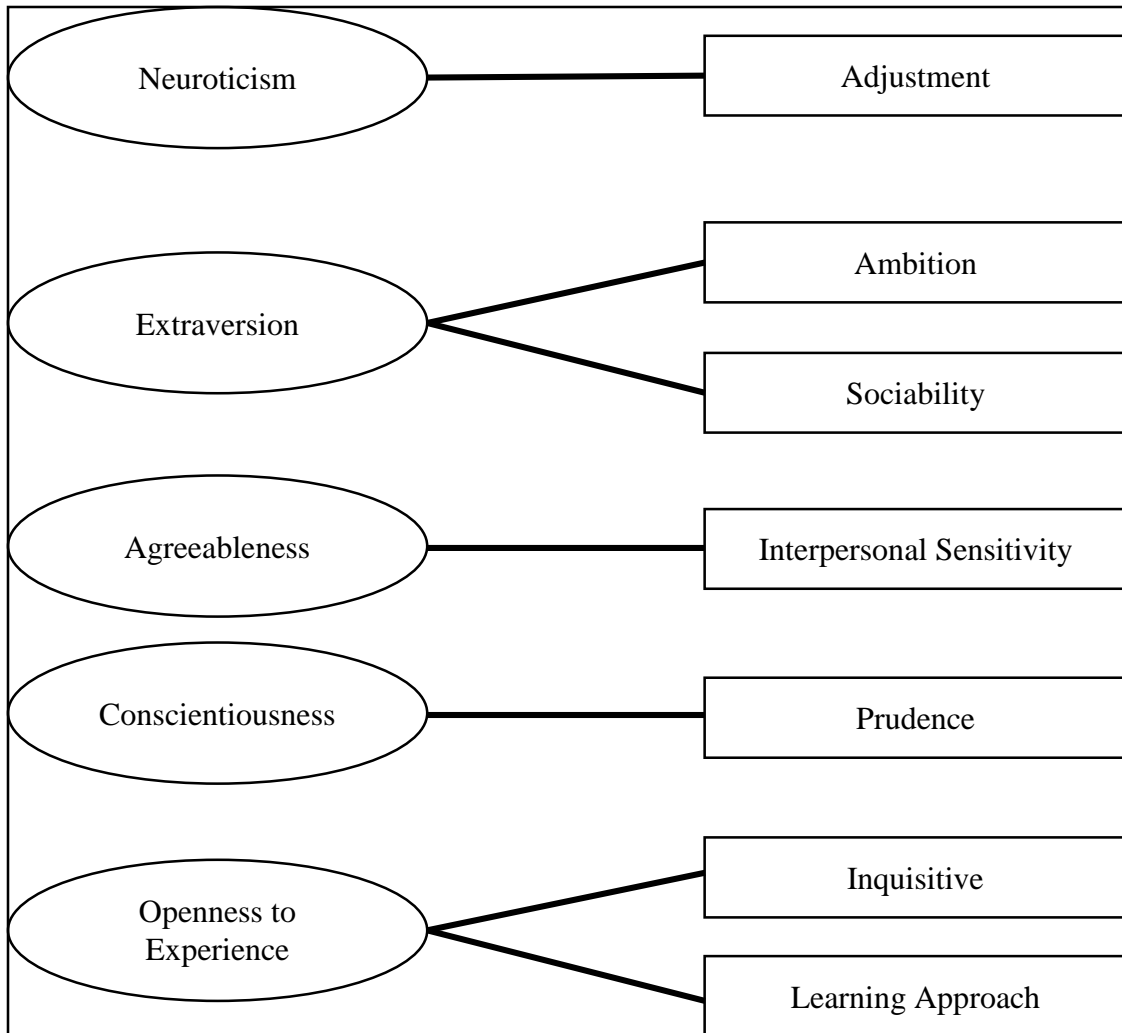 Neuroticism
Adjustment
Extraversion
Ambition
Sociability
Agreeableness
Interpersonal Sensitivity
Conscientiousness
Prudence
Openness to
Experience
Inquisitive
Learning Approach